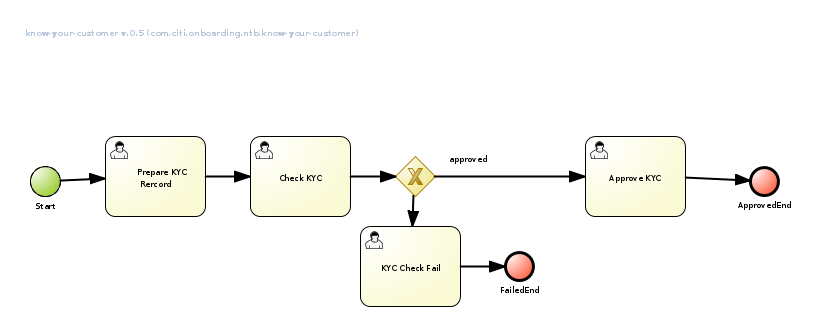 know-your-customer v.0.5 (com.citi.onboarding.ntb.know-your-customer)
approved
Prepare KYC
Rercord
Check KYC
Approve KYC
Start
ApprovedEnd
KYC Check Fail
FailedEnd